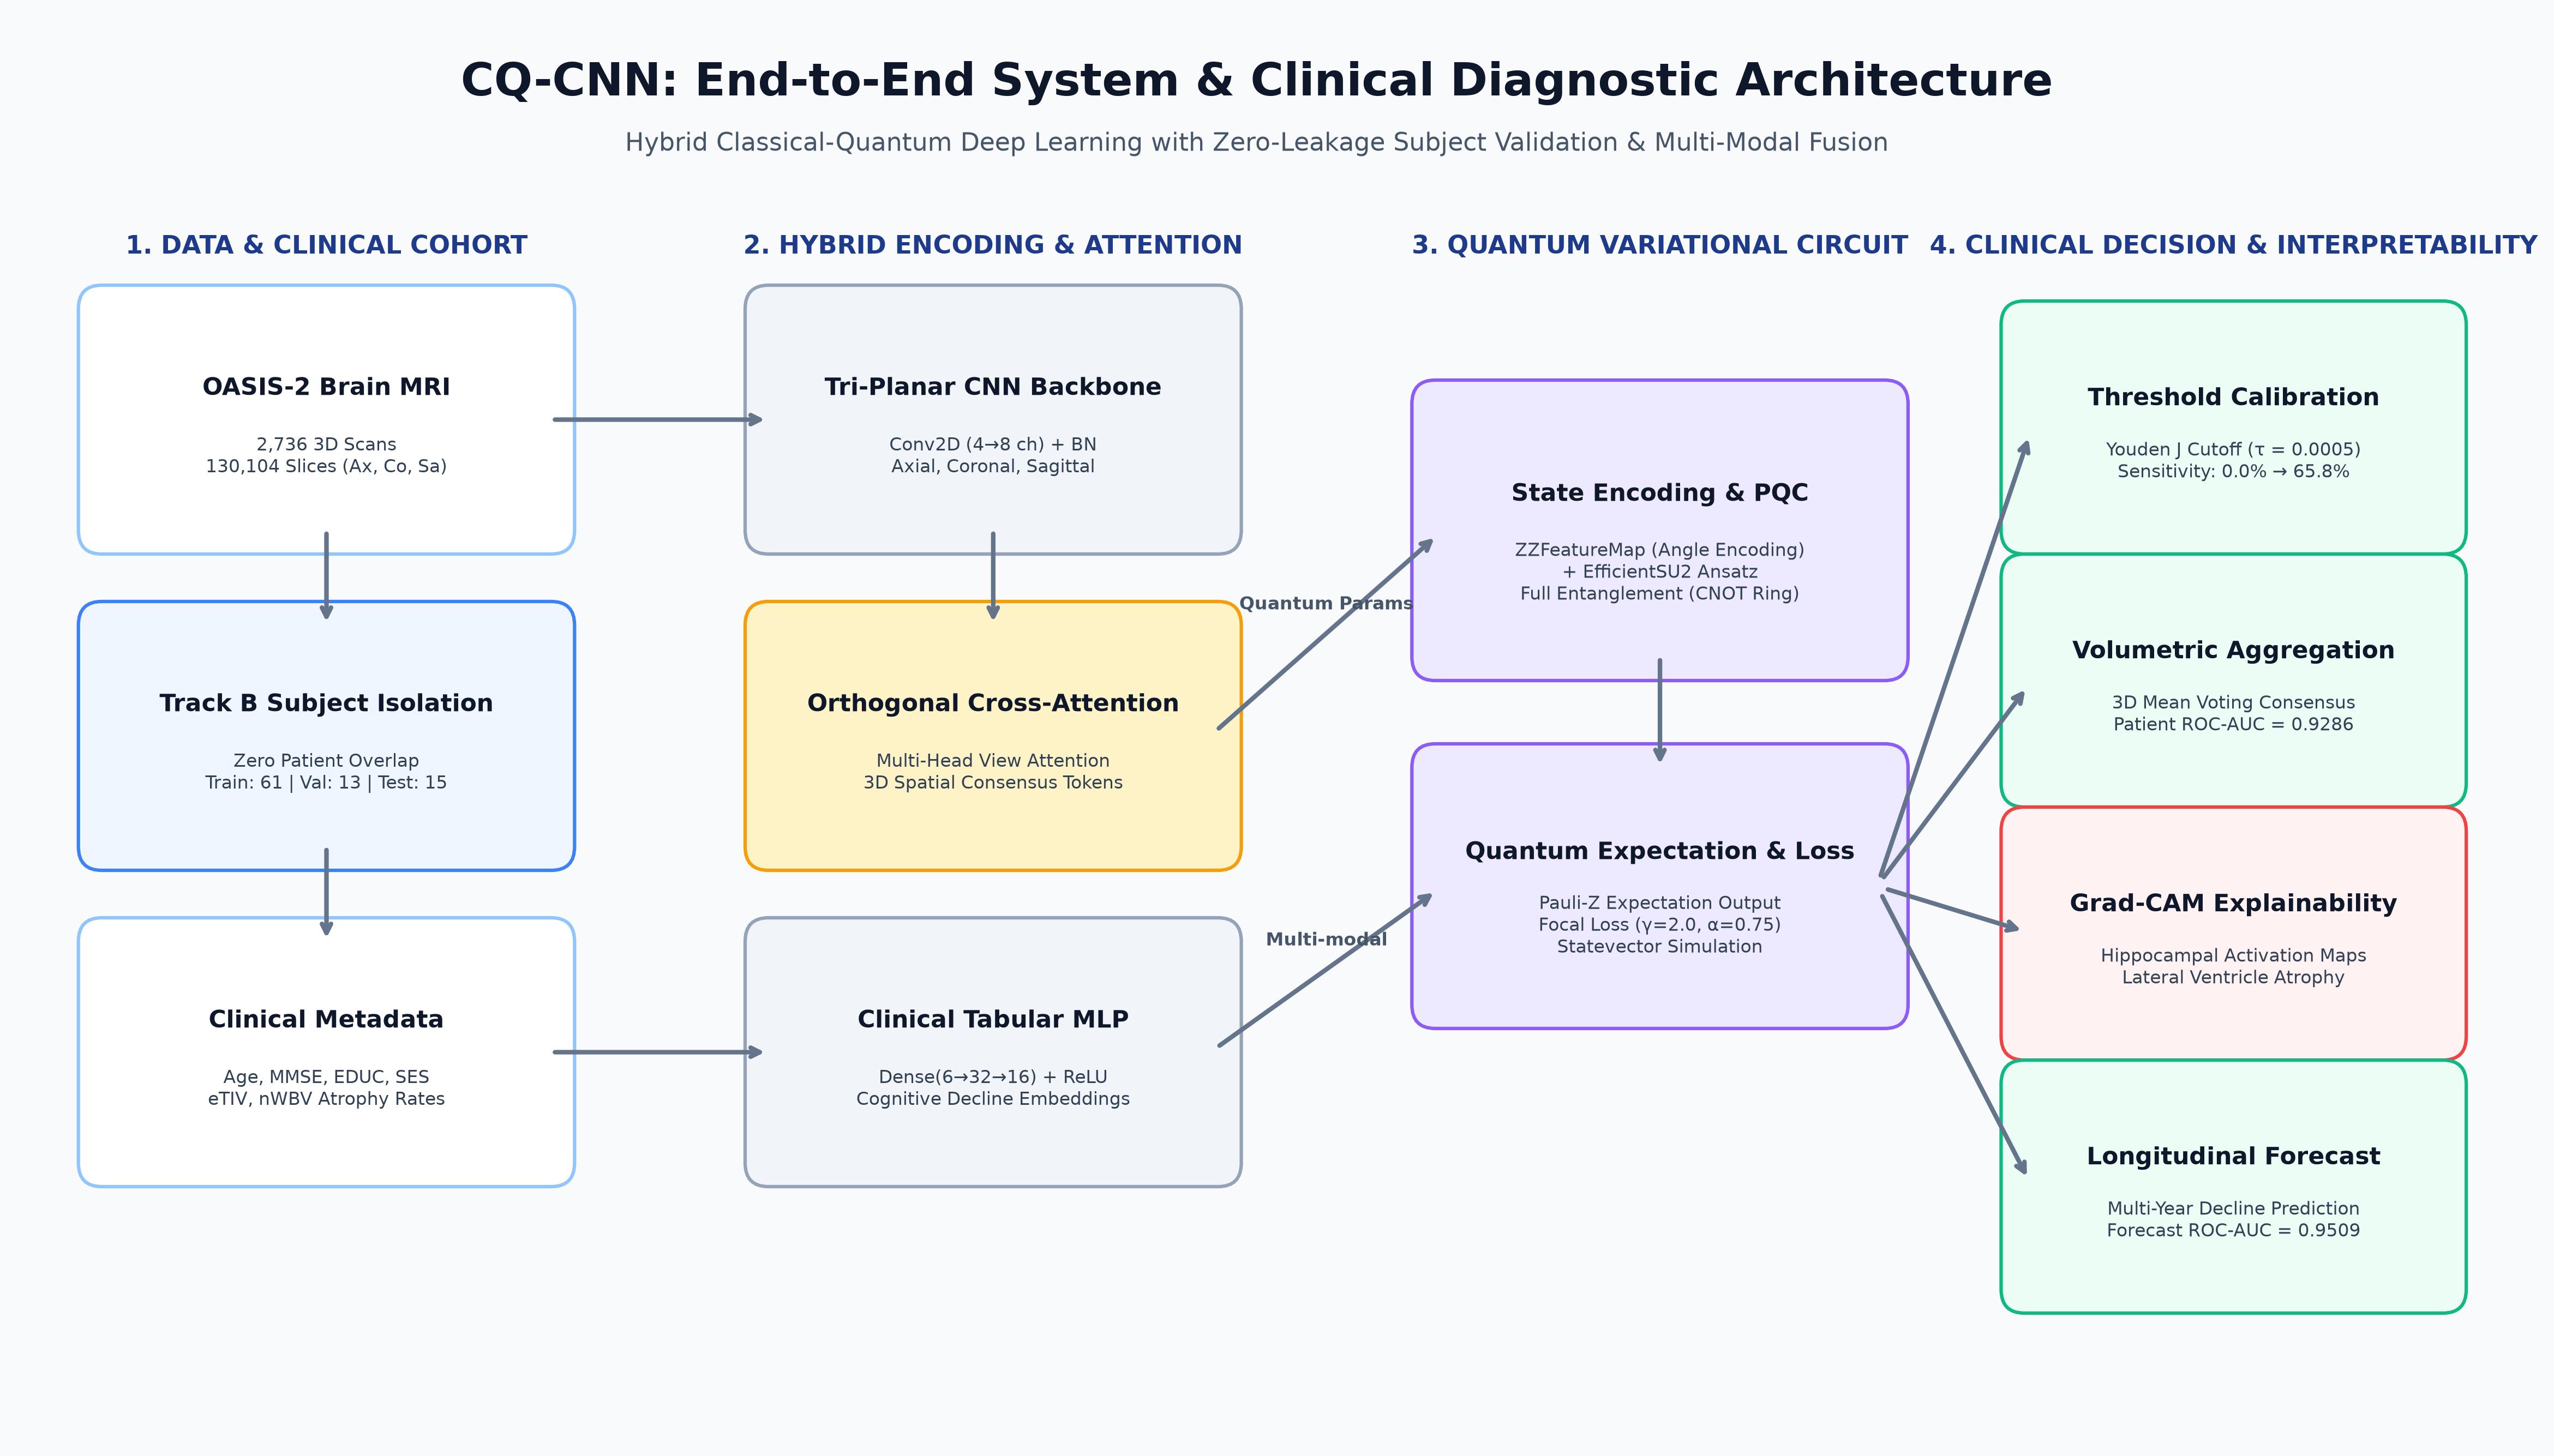 CQ-CNN: End-to-End System & Clinical Diagnostic Architecture
Hybrid Classical-Quantum Deep Learning with Zero-Leakage Subject Validation & Multi-Modal Fusion
1. DATA & CLINICAL COHORT
OASIS-2 Brain MRI
2,736 3D Scans
130,104 Slices (Ax, Co, Sa)
Track B Subject Isolation
Zero Patient Overlap
Train: 61 | Val: 13 | Test: 15
Clinical Metadata
Age, MMSE, EDUC, SES
eTIV, nWBV Atrophy Rates
2. HYBRID ENCODING & ATTENTION
Tri-Planar CNN Backbone
Conv2D (4→8 ch) + BN
Axial, Coronal, Sagittal
Orthogonal Cross-Attention
Multi-Head View Attention
3D Spatial Consensus Tokens
Clinical Tabular MLP
Dense(6→32→16) + ReLU
Cognitive Decline Embeddings
Quantum Params
Multi-modal
3. QUANTUM VARIATIONAL CIRCUIT
State Encoding & PQC
ZZFeatureMap (Angle Encoding)
+ EfficientSU2 Ansatz
Full Entanglement (CNOT Ring)
Quantum Expectation & Loss
Pauli-Z Expectation Output
Focal Loss (γ=2.0, α=0.75)
Statevector Simulation
4. CLINICAL DECISION & INTERPRETABILITY
Threshold Calibration
Youden J Cutoff (τ = 0.0005)
Sensitivity: 0.0% → 65.8%
Volumetric Aggregation
3D Mean Voting Consensus
Patient ROC-AUC = 0.9286
Grad-CAM Explainability
Hippocampal Activation Maps
Lateral Ventricle Atrophy
Longitudinal Forecast
Multi-Year Decline Prediction
Forecast ROC-AUC = 0.9509